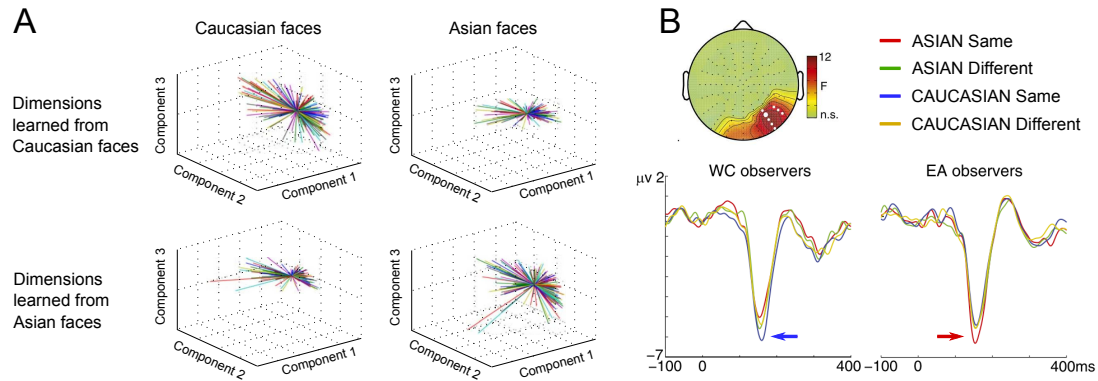 A
Caucasian faces
Asian faces
Dimensions
learned from
Caucasian faces
Component 3
Component 2
Component 1
Component 3
Component 2
Component 1
Dimensions
learned from
Asian faces
Component 3
Component 2
Component 1
Component 3
Component 2
Component 1
B
12
F
n.s.
ASIAN Same
ASIAN Different
CAUCASIAN Same
CAUCASIAN Different
WC observers
EA observers
µv 2
-7
-100
0
400
-100
0
400ms